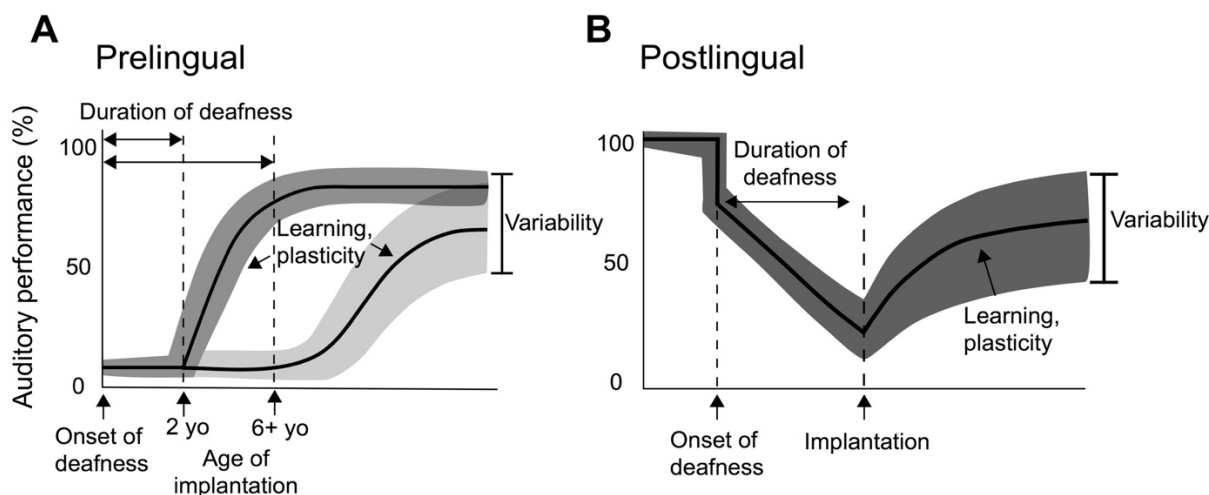 A
Prelingual
Duration of deafness
Auditory performance (%)
100
50
0
Learning,
plasticity
Variability
Onset of
deafness
2 yo
6+ yo
Age of
implantation
B
Postlingual
100
50
0
Duration of
deafness
Variability
Learning,
plasticity
Onset of
deafness
Implantation